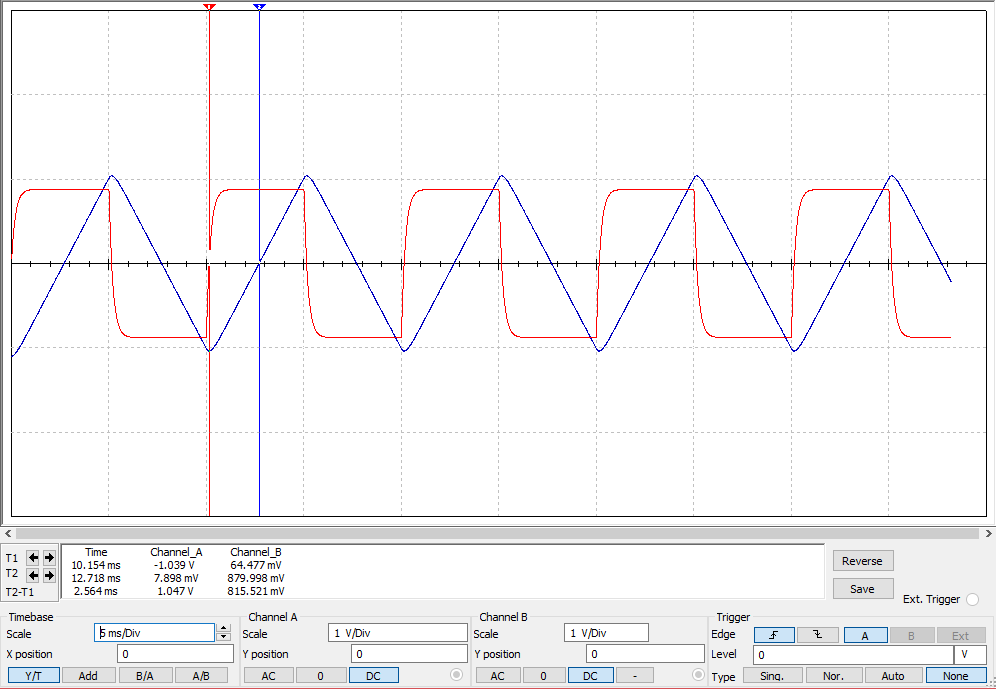 1 2
Time Channel_A Channel_B
T1 10.154 ms -1.039 V 64.477 mV
T2 12.718 ms 7.898 mV 879.998 mV
T2-T1 2.564 ms 1.047 V 815.521 mV
Reverse
Save
Ext. Trigger
Timebase
Scale 5 ms/Div
X position 0
Y/T Add B/A A/B
Channel A
Scale 1 V/Div
Y position 0
AC 0 DC
Channel B
Scale 1 V/Div
Y position 0
AC 0 DC -
Trigger
Edge A B Ext
Level 0 V
Type Sinq. Nor. Auto None